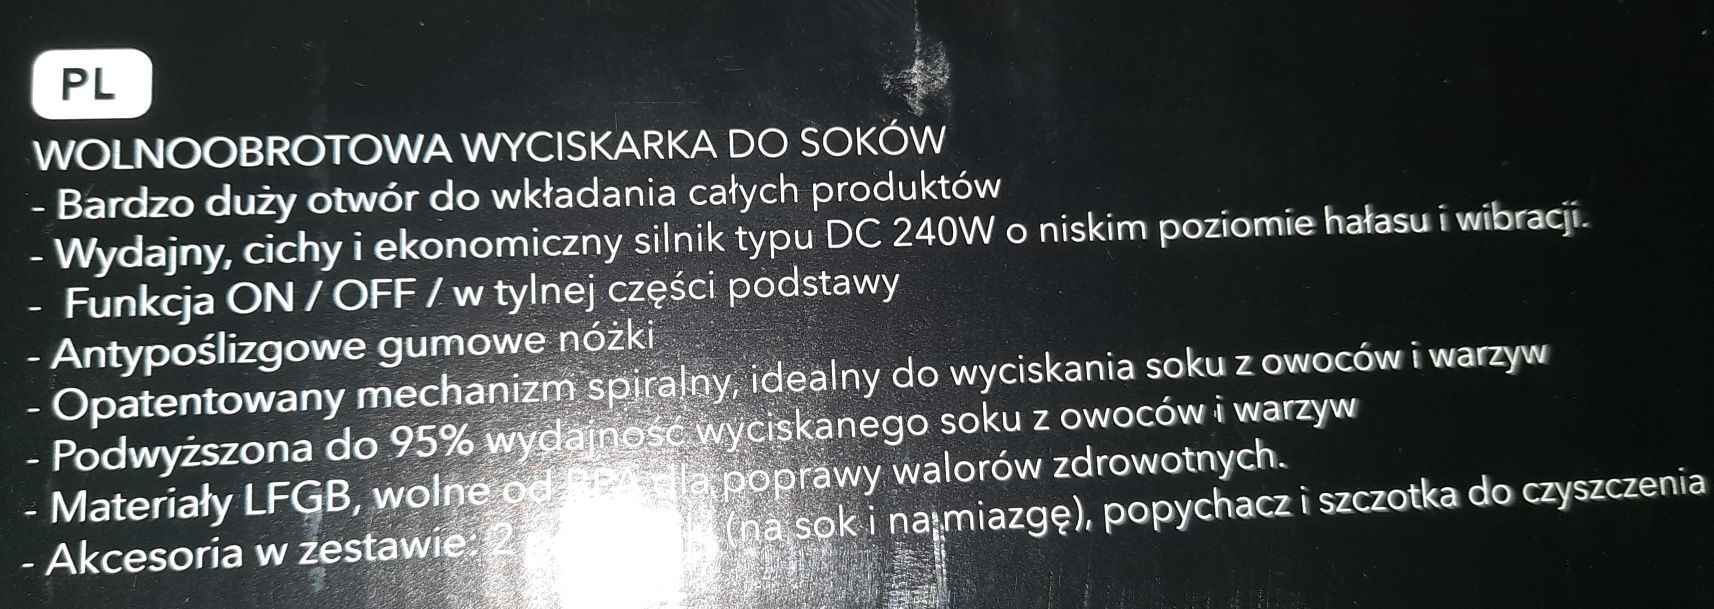 PL
WOLNOOBROTOWA WYCISKARKA DO SOKÓW
- Bardzo duży otwór do wkładania całych produktów
- Wydajny, cichy i ekonomiczny silnik typu DC 240W o niskim poziomie hałasu i wibracji.
- Funkcja ON / OFF / w tylnej części podstawy
- Antypoślizgowe gumowe nóżki
- Opatentowany mechanizm spiralny, idealny do wyciskania soku z owoców i warzyw
- Podwyższona do 95% wydajność wyciskanego soku z owoców i warzyw
- Materiały LFGB, wolne od BPA dla poprawy walorów zdrowotnych.
- Akcesoria w zestawie: 2 (na sok i na miazgę), popychacz i szczotka do czyszczenia